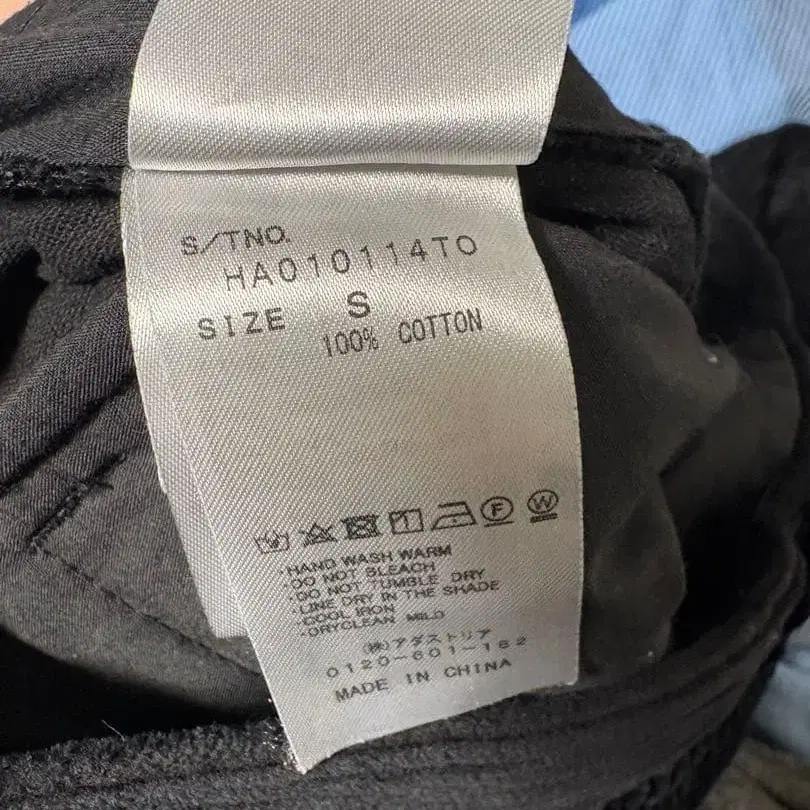 S/TNO.
HA010114TO
SIZE S
100% COTTON
F W
・HAND WASH WARM
・DO NOT BLEACH
・DO NOT TUMBLE DRY
・LINE DRY IN THE SHADE
・COOL IRON
・DRYCLEAN MILD
(株)アダストリア
0120-601-162
MADE IN CHINA